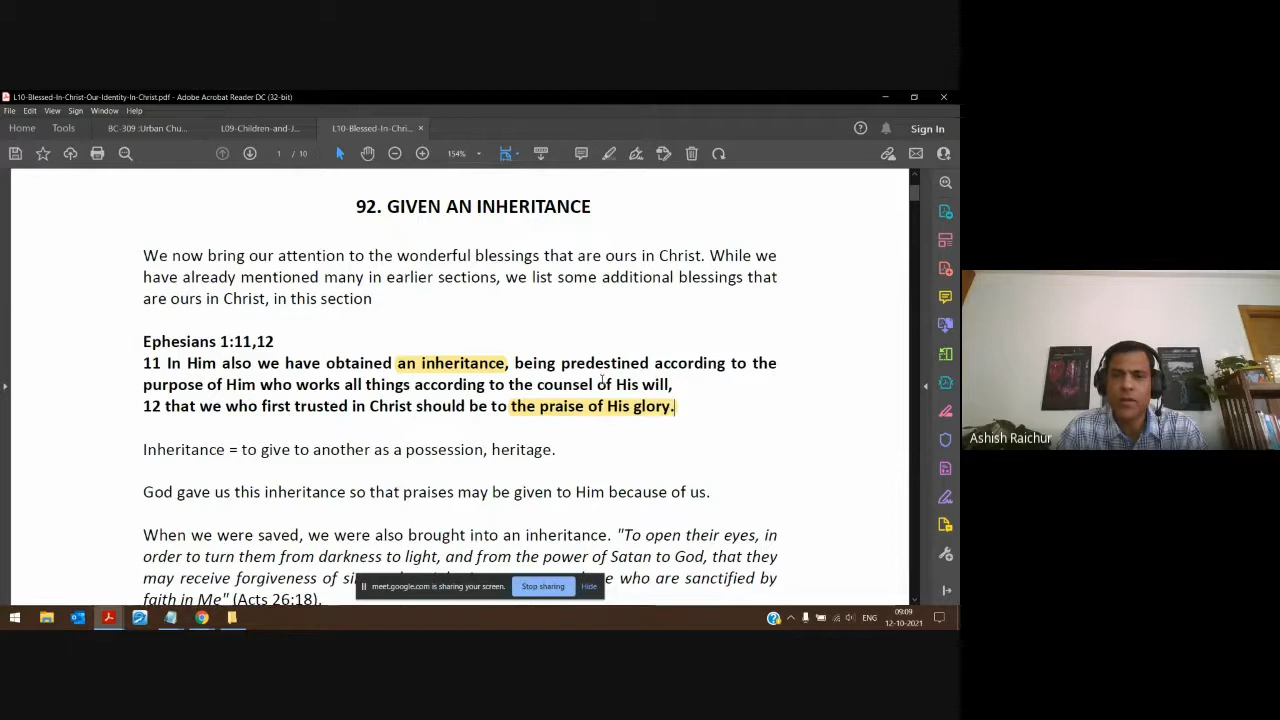 L10-Blessed-In-Christ-Our-Identity-In-Christ.pdf - Adobe Acrobat Reader DC (32-bit)
File Edit View Sign Window Help
Home Tools BC-309 :Urban Chu... L09-Children-and-J... L10-Blessed-In-Chri... × Sign In
1 / 10 154%
92. GIVEN AN INHERITANCE
We now bring our attention to the wonderful blessings that are ours in Christ. While we
have already mentioned many in earlier sections, we list some additional blessings that
are ours in Christ, in this section
Ephesians 1:11,12
11 In Him also we have obtained an inheritance, being predestined according to the
purpose of Him who works all things according to the counsel of His will,
12 that we who first trusted in Christ should be to the praise of His glory.
Inheritance = to give to another as a possession, heritage.
God gave us this inheritance so that praises may be given to Him because of us.
When we were saved, we were also brought into an inheritance. "To open their eyes, in
order to turn them from darkness to light, and from the power of Satan to God, that they
may receive forgiveness of who are sanctified by
faith in Me" (Acts 26:18).
meet.google.com is sharing your screen. Stop sharing Hide
Ashish Raichur
ENG 09:09
12-10-2021